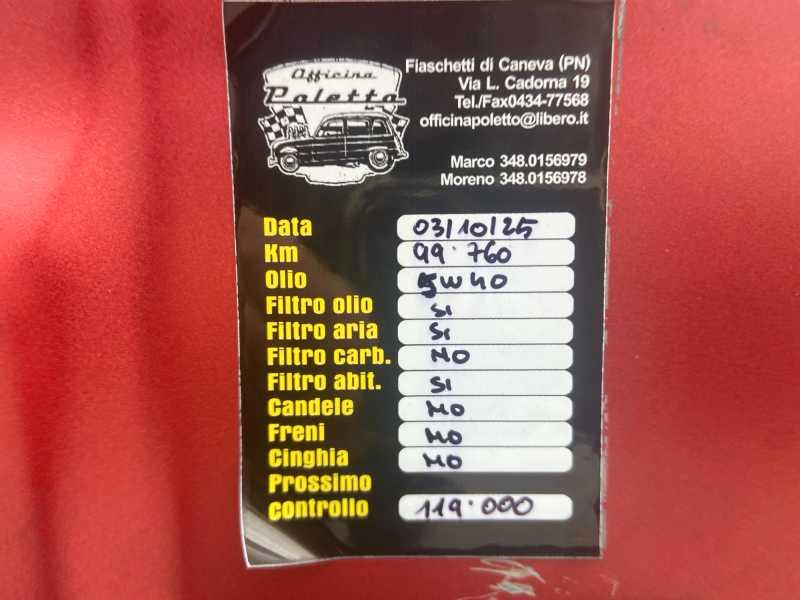 Officina
Poletto
Fiaschetti di Caneva (PN)
Via L. Cadorna 19
Tel./Fax0434-77568
officinapoletto@libero.it
Marco 348.0156979
Moreno 348.0156978
Data 03/10/25
Km 99.760
Olio 5W40
Filtro olio SI
Filtro aria SI
Filtro carb. NO
Filtro abit. SI
Candele NO
Freni NO
Cinghia NO
Prossimo
controllo 119.000